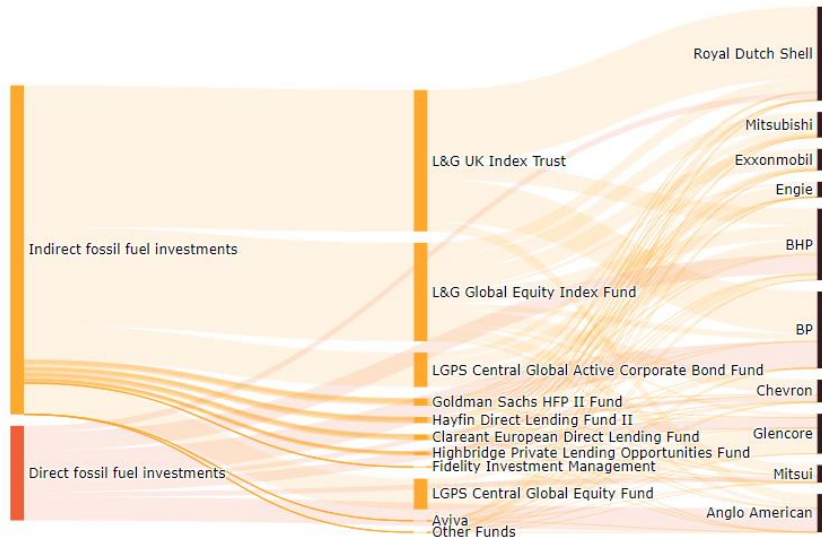 Indirect fossil fuel investments
Direct fossil fuel investments
L&G UK Index Trust
L&G Global Equity Index Fund
LGPS Central Global Active Corporate Bond Fund
Goldman Sachs HFP II Fund
Hayfin Direct Lending Fund II
Clareant European Direct Lending Fund
Highbridge Private Lending Opportunities Fund
Fidelity Investment Management
LGPS Central Global Equity Fund
Aviva
Other Funds
Royal Dutch Shell
Mitsubishi
Exxonmobil
Engie
BHP
BP
Chevron
Glencore
Mitsui
Anglo American